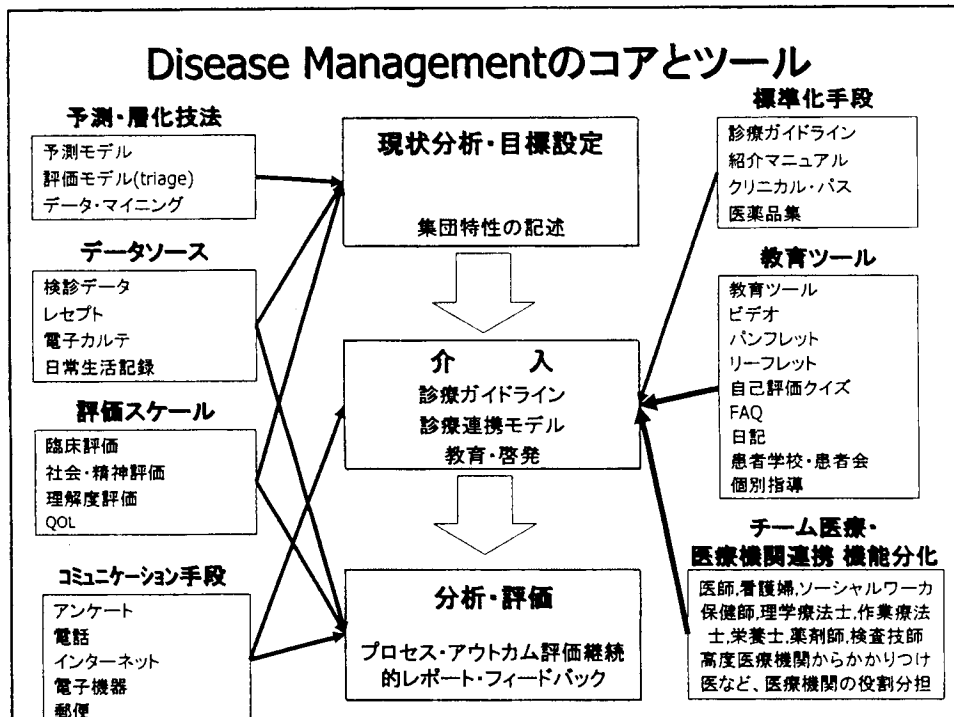 Disease Managementのコアとツール
予測・層化技法
予測モデル
評価モデル(triage)
データ・マイニング
データソース
検診データ
レセプト
電子カルテ
日常生活記録
評価スケール
臨床評価
社会・精神評価
理解度評価
QOL
コミュニケーション手段
アンケート
電話
インターネット
電子機器
郵便
現状分析・目標設定
集団特性の記述
介 入
診療ガイドライン
診療連携モデル
教育・啓発
分析・評価
プロセス・アウトカム評価継続
的レポート・フィードバック
標準化手段
診療ガイドライン
紹介マニュアル
クリニカル・パス
医薬品集
教育ツール
教育ツール
ビデオ
パンフレット
リーフレット
自己評価クイズ
FAQ
日記
患者学校・患者会
個別指導
チーム医療・
医療機関連携 機能分化
医師,看護婦,ソーシャルワーカ
保健師,理学療法士,作業療法
士,栄養士,薬剤師,検査技師
高度医療機関からかかりつけ
医など、医療機関の役割分担